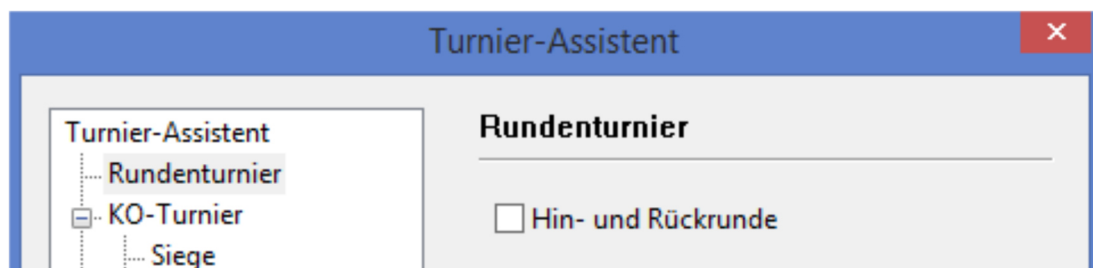 Turnier-Assistent
Turnier-Assistent
Rundenturnier
KO-Turnier
Siege
Rundenturnier
Hin- und Rückrunde